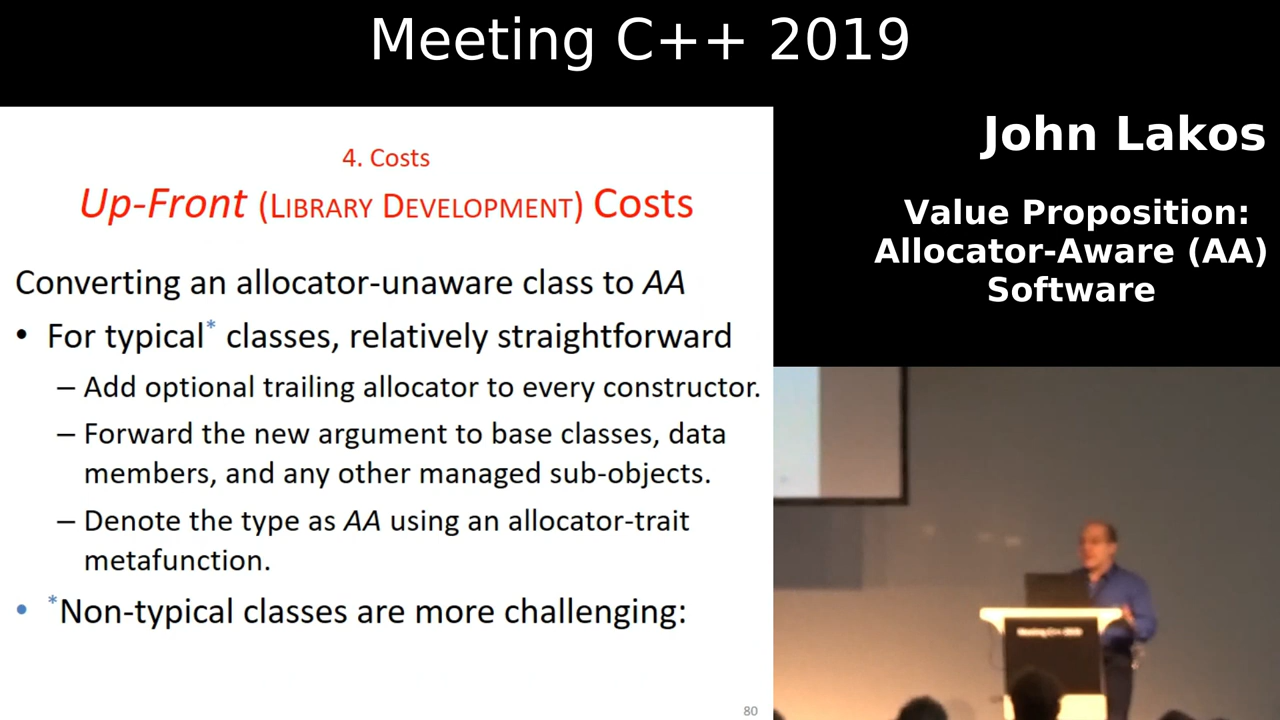 Meeting C++ 2019
4. Costs
Up-Front (LIBRARY DEVELOPMENT) Costs
Converting an allocator-unaware class to AA
• For typical* classes, relatively straightforward
– Add optional trailing allocator to every constructor.
– Forward the new argument to base classes, data
members, and any other managed sub-objects.
– Denote the type as AA using an allocator-trait
metafunction.
• *Non-typical classes are more challenging:
80
John Lakos
Value Proposition:
Allocator-Aware (AA)
Software
Meeting C++ 2019